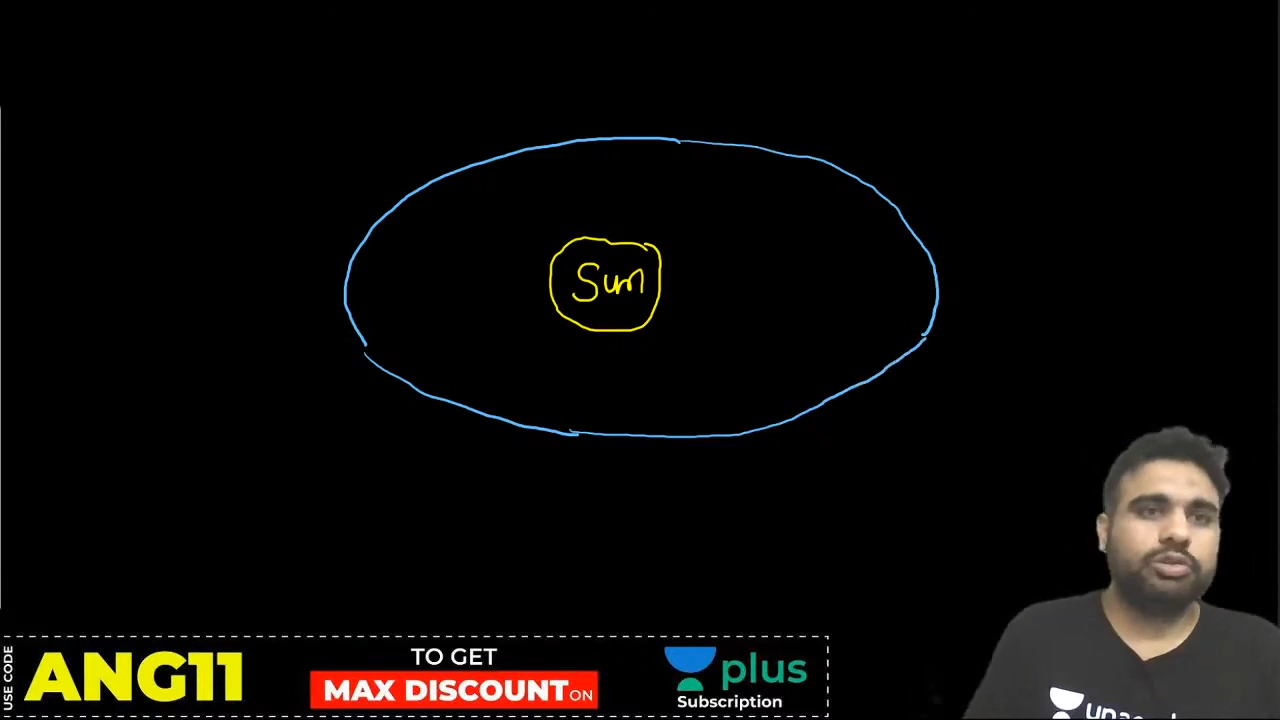 Sun
USE CODE
ANG11
TO GET
MAX DISCOUNT ON
plus
Subscription